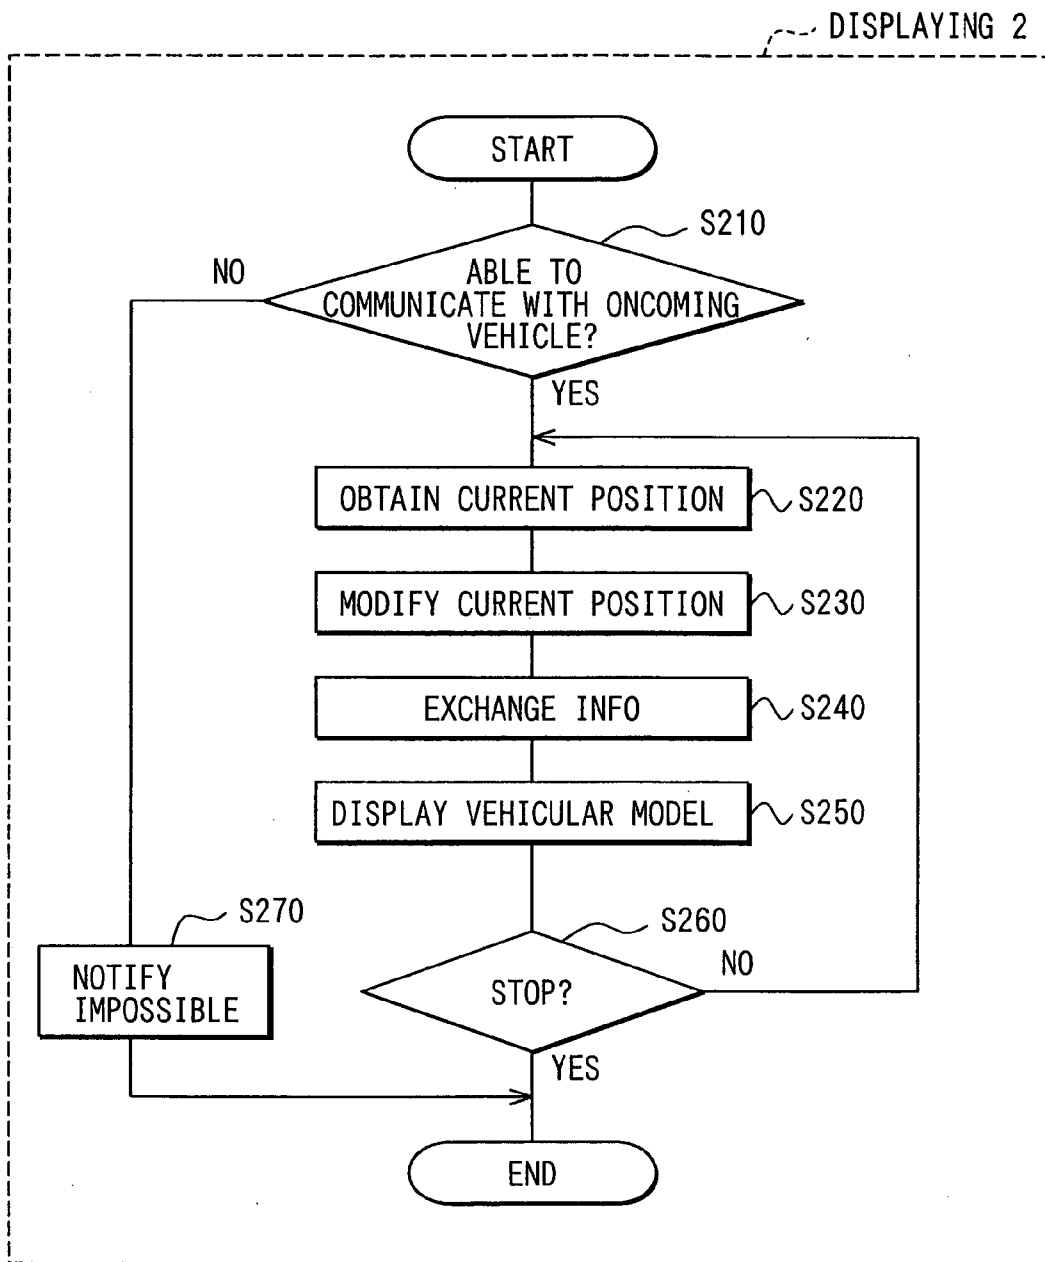 DISPLAYING 2
START
S210
NO
ABLE TO
COMMUNICATE WITH ONCOMING
VEHICLE?
YES
OBTAIN CURRENT POSITION
S220
MODIFY CURRENT POSITION
S230
EXCHANGE INFO
S240
DISPLAY VEHICULAR MODEL
S250
S270
NOTIFY
IMPOSSIBLE
S260
STOP?
NO
YES
END